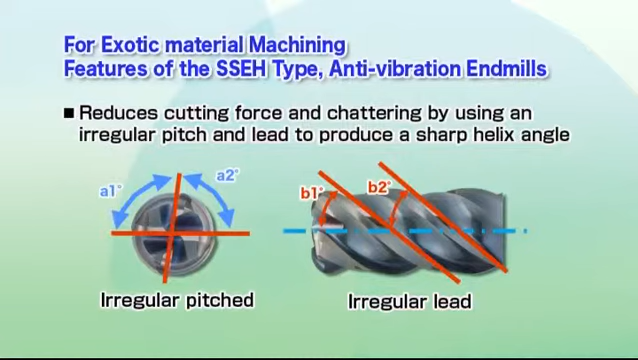 For Exotic material Machining
Features of the SSEH Type, Anti-vibration Endmills
■ Reduces cutting force and chattering by using an
irregular pitch and lead to produce a sharp helix angle
a1° a2°
b1° b2°
Irregular pitched
Irregular lead